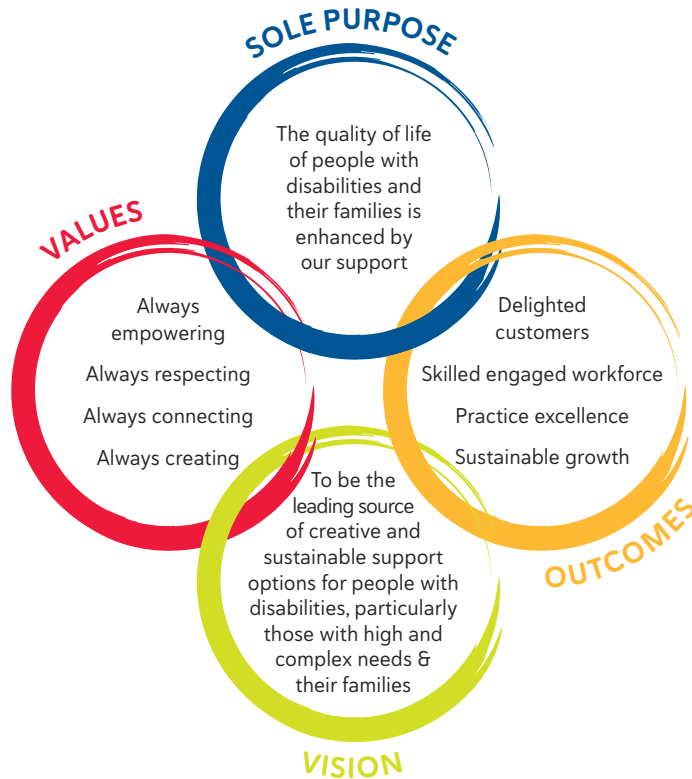 SOLE PURPOSE
The quality of life
of people with
disabilities and
their families is
enhanced by
our support
VALUES
Always
empowering
Always respecting
Always connecting
Always creating
Delighted
customers
Skilled engaged workforce
Practice excellence
Sustainable growth
OUTCOMES
To be the
leading source
of creative and
sustainable support
options for people with
disabilities, particularly
those with high and
complex needs &
their families
VISION